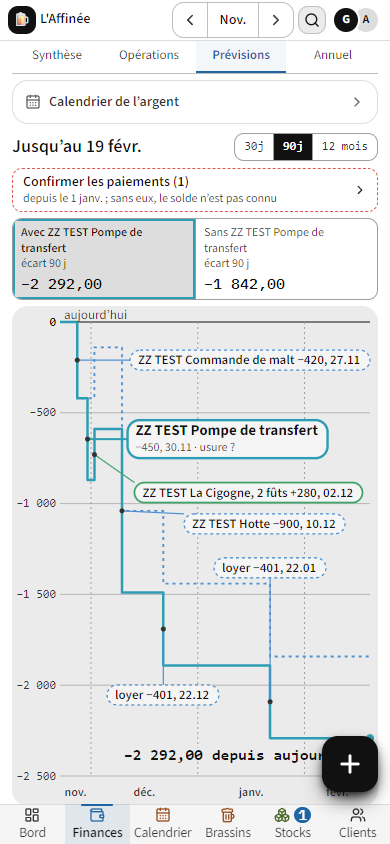 L'Affinée
Nov.
G
A
Synthèse
Opérations
Prévisions
Annuel
Calendrier de l'argent
Jusqu'au 19 févr.
30j
90j
12 mois
Confirmer les paiements (1)
depuis le 1 janv. ; sans eux, le solde n'est pas connu
Avec ZZ TEST Pompe de
transfert
écart 90 j
−2 292,00
Sans ZZ TEST Pompe de
transfert
écart 90 j
−1 842,00
aujourd'hui
0
ZZ TEST Commande de malt −420, 27.11
−500
ZZ TEST Pompe de transfert
−450, 30.11 · usure ?
ZZ TEST La Cigogne, 2 fûts +280, 02.12
−1 000
ZZ TEST Hotte −900, 10.12
loyer −401, 22.01
−1 500
−2 000
loyer −401, 22.12
−2 292,00 depuis aujour
−2 500
nov.
déc.
janv.
févr.
Bord
Finances
Calendrier
Brassins
Stocks
1
Clients